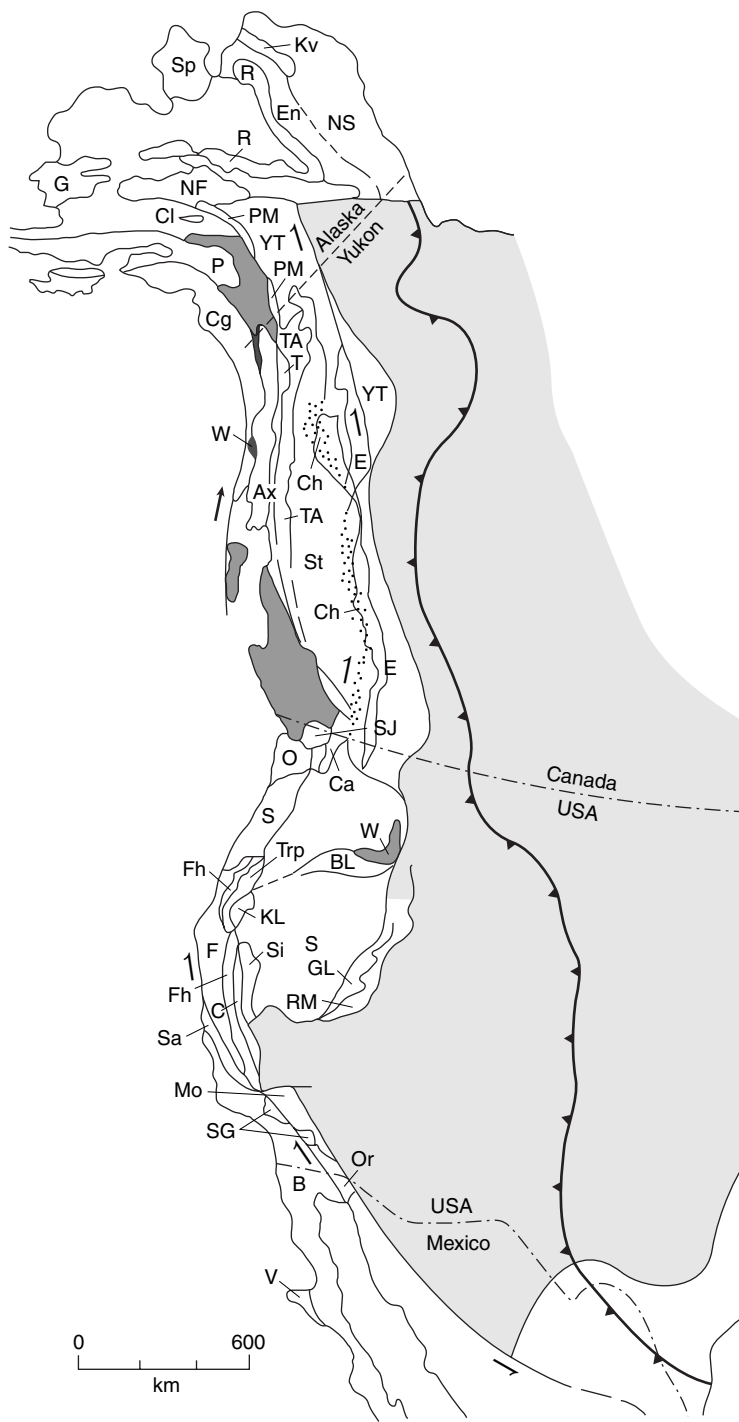 Kv
Sp
R
En
NS
R
G
NF
Cl
PM
YT
Alaska
Yukon
P
PM
Cg
TA
T
YT
W
E
Ch
Ax
TA
St
Ch
E
SJ
O
Ca
Canada
USA
S
W
Trp
BL
Fh
KL
F
Si
S
GL
Fh
C
RM
Sa
Mo
SG
Or
B
USA
Mexico
V
0 600
km